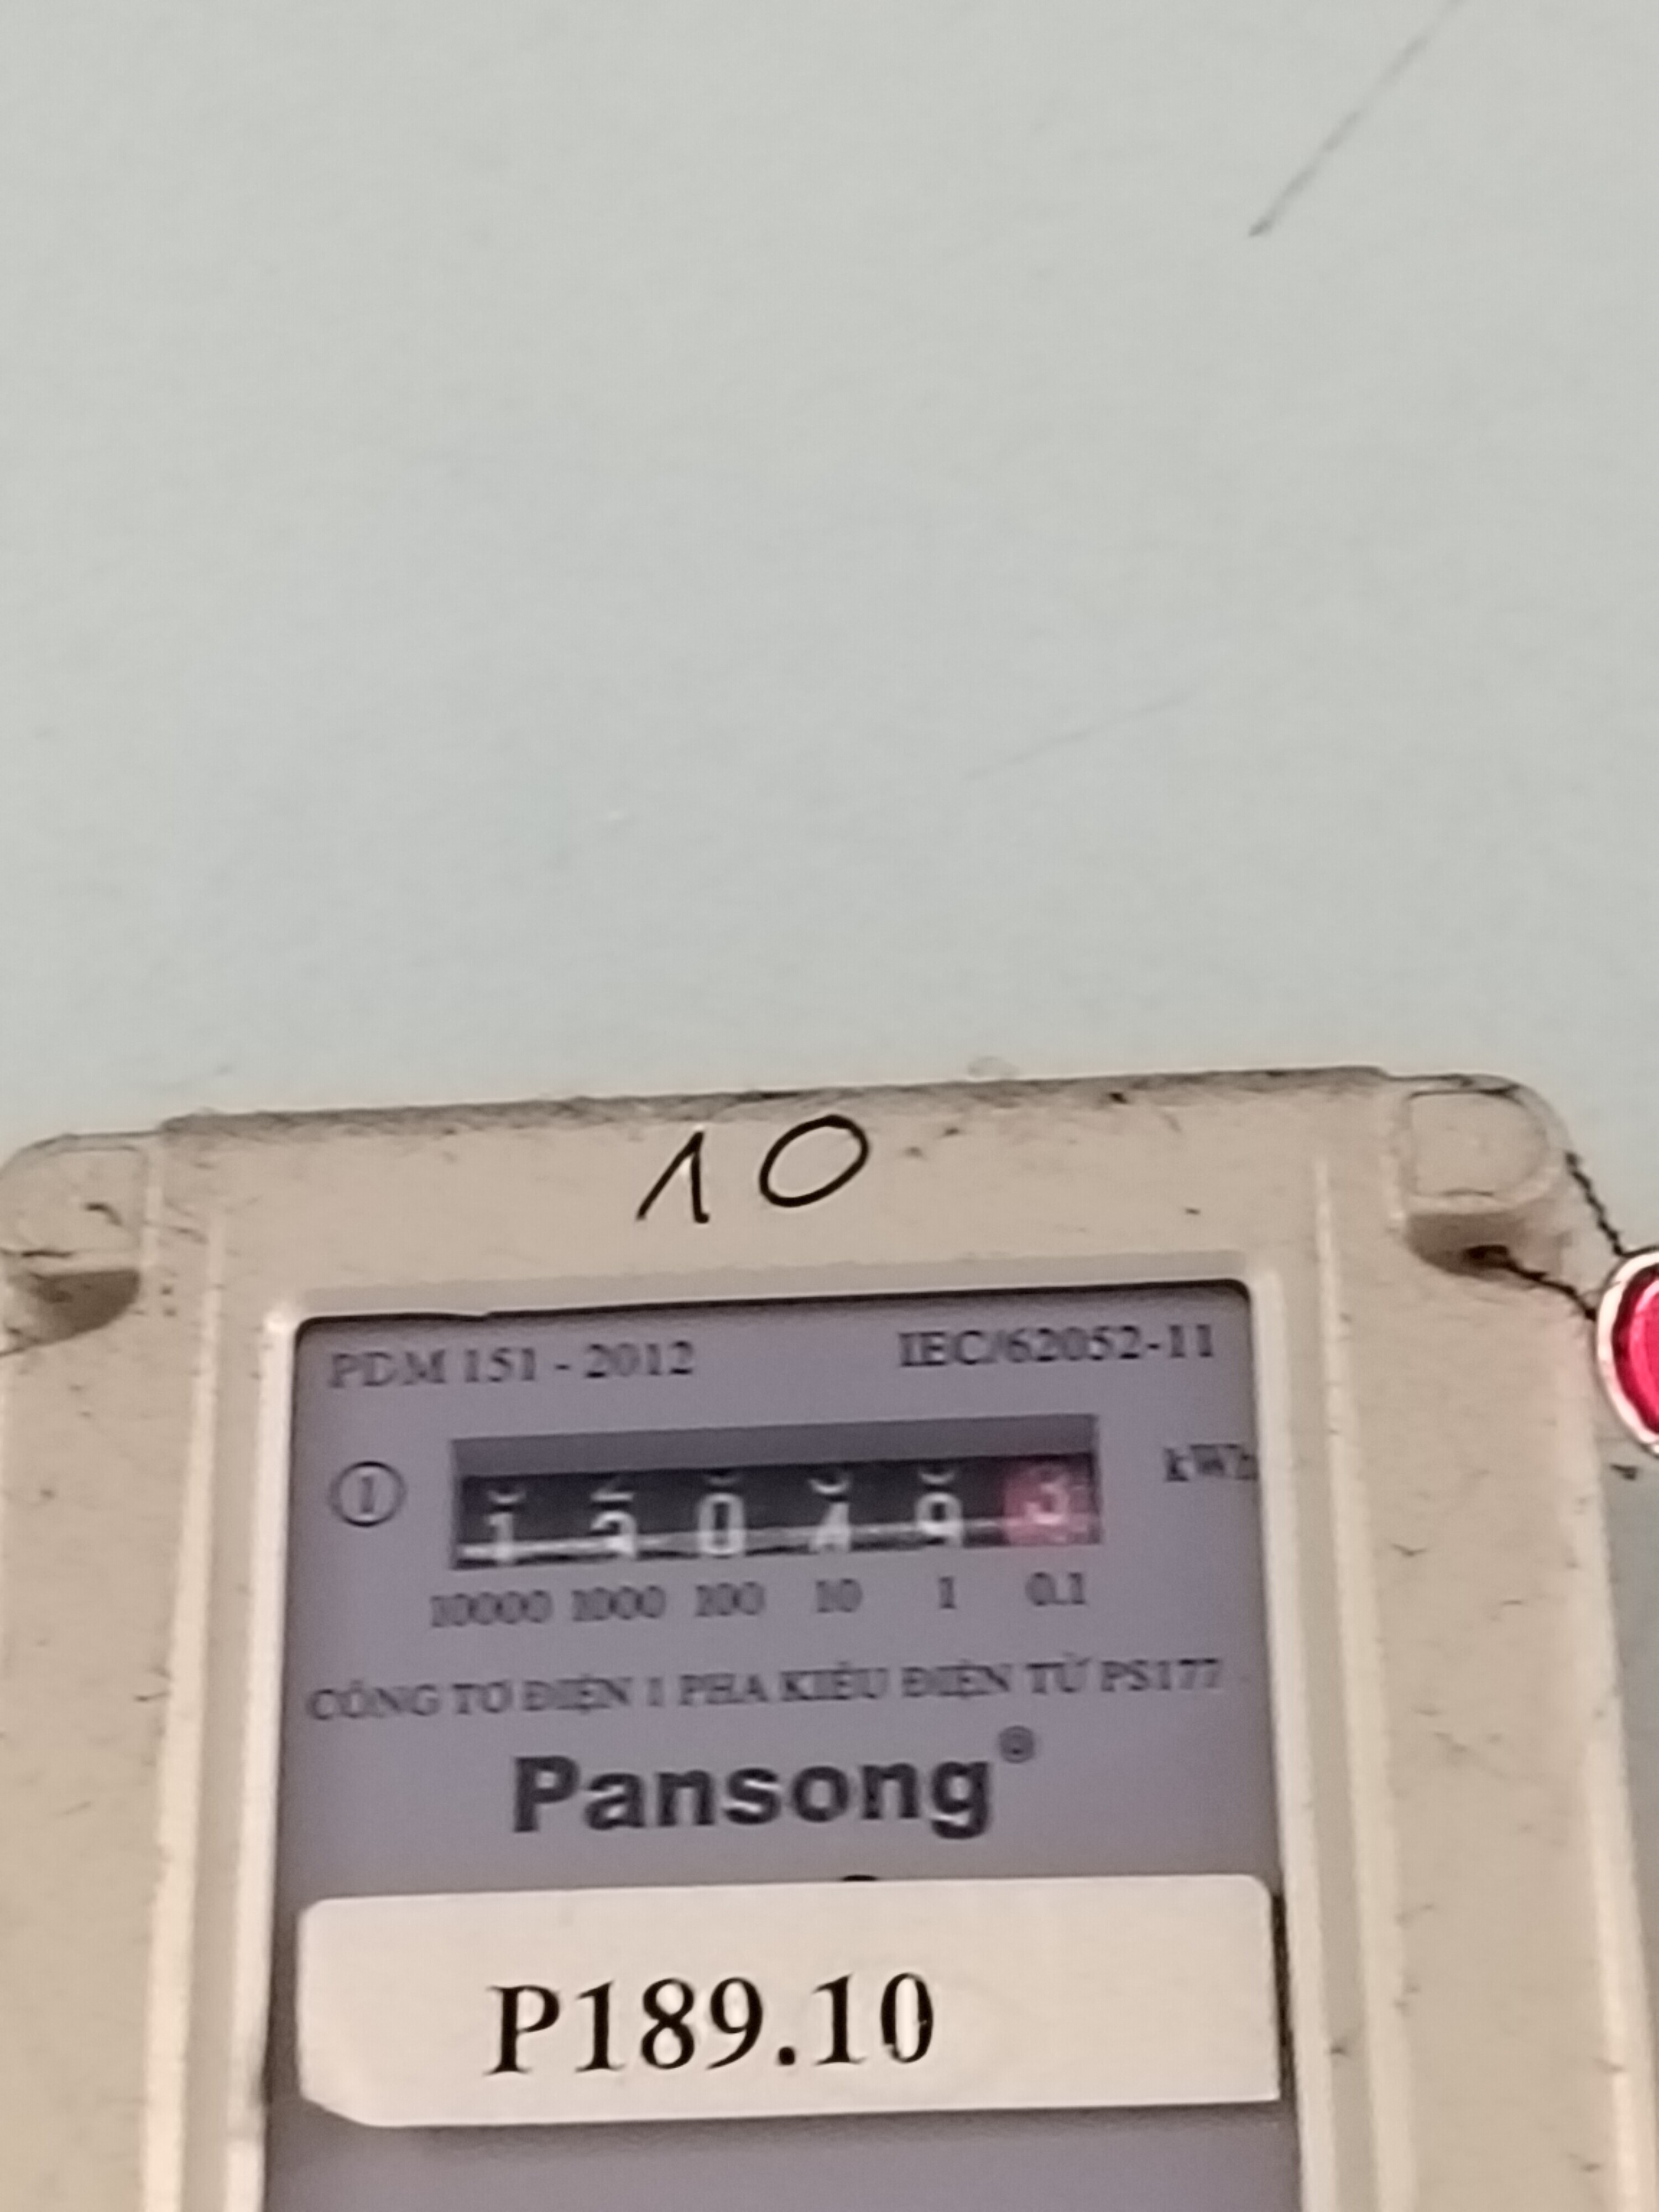 10
PDM 151 - 2012 IEC/62052-11
① kWh
10000 1000 100 10 1 0.1
CÔNG TƠ ĐIỆN 1 PHA KIỂU ĐIỆN TỬ PS177
Pansong®
P189.10